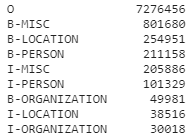 O 7276456
B-MISC 801680
B-LOCATION 254951
B-PERSON 211158
I-MISC 205886
I-PERSON 101329
B-ORGANIZATION 49981
I-LOCATION 38516
I-ORGANIZATION 30018